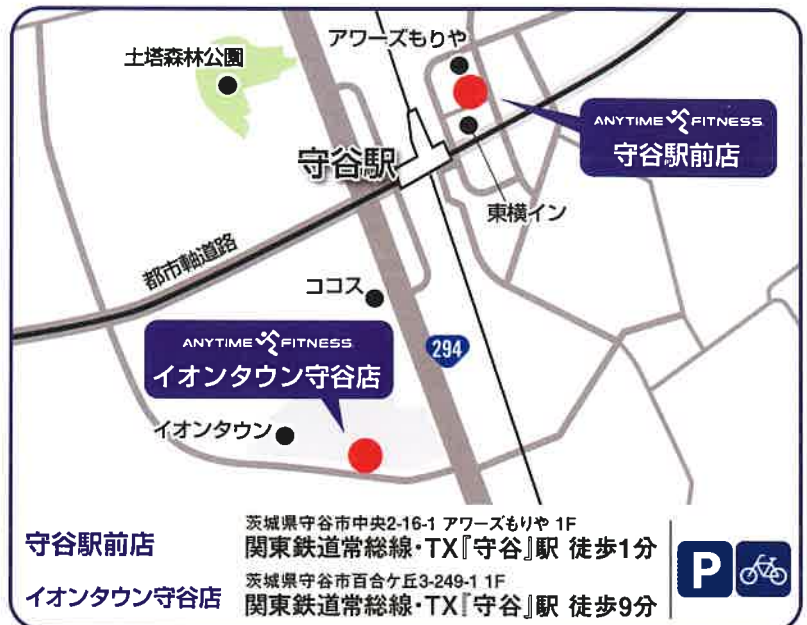 アワーズもりや
土塔森林公園
ANYTIME FITNESS
守谷駅前店
守谷駅
東横イン
都市軸道路
ココス
294
ANYTIME FITNESS
イオンタウン守谷店
イオンタウン
守谷駅前店
茨城県守谷市中央2-16-1 アワーズもりや 1F
関東鉄道常総線・TX『守谷』駅 徒歩1分
イオンタウン守谷店
茨城県守谷市百合ケ丘3-249-1 1F
関東鉄道常総線・TX『守谷』駅 徒歩9分
P